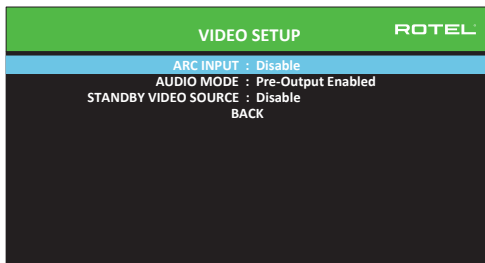 VIDEO SETUP
ROTEL
ARC INPUT : Disable
AUDIO MODE : Pre-Output Enabled
STANDBY VIDEO SOURCE : Disable
BACK